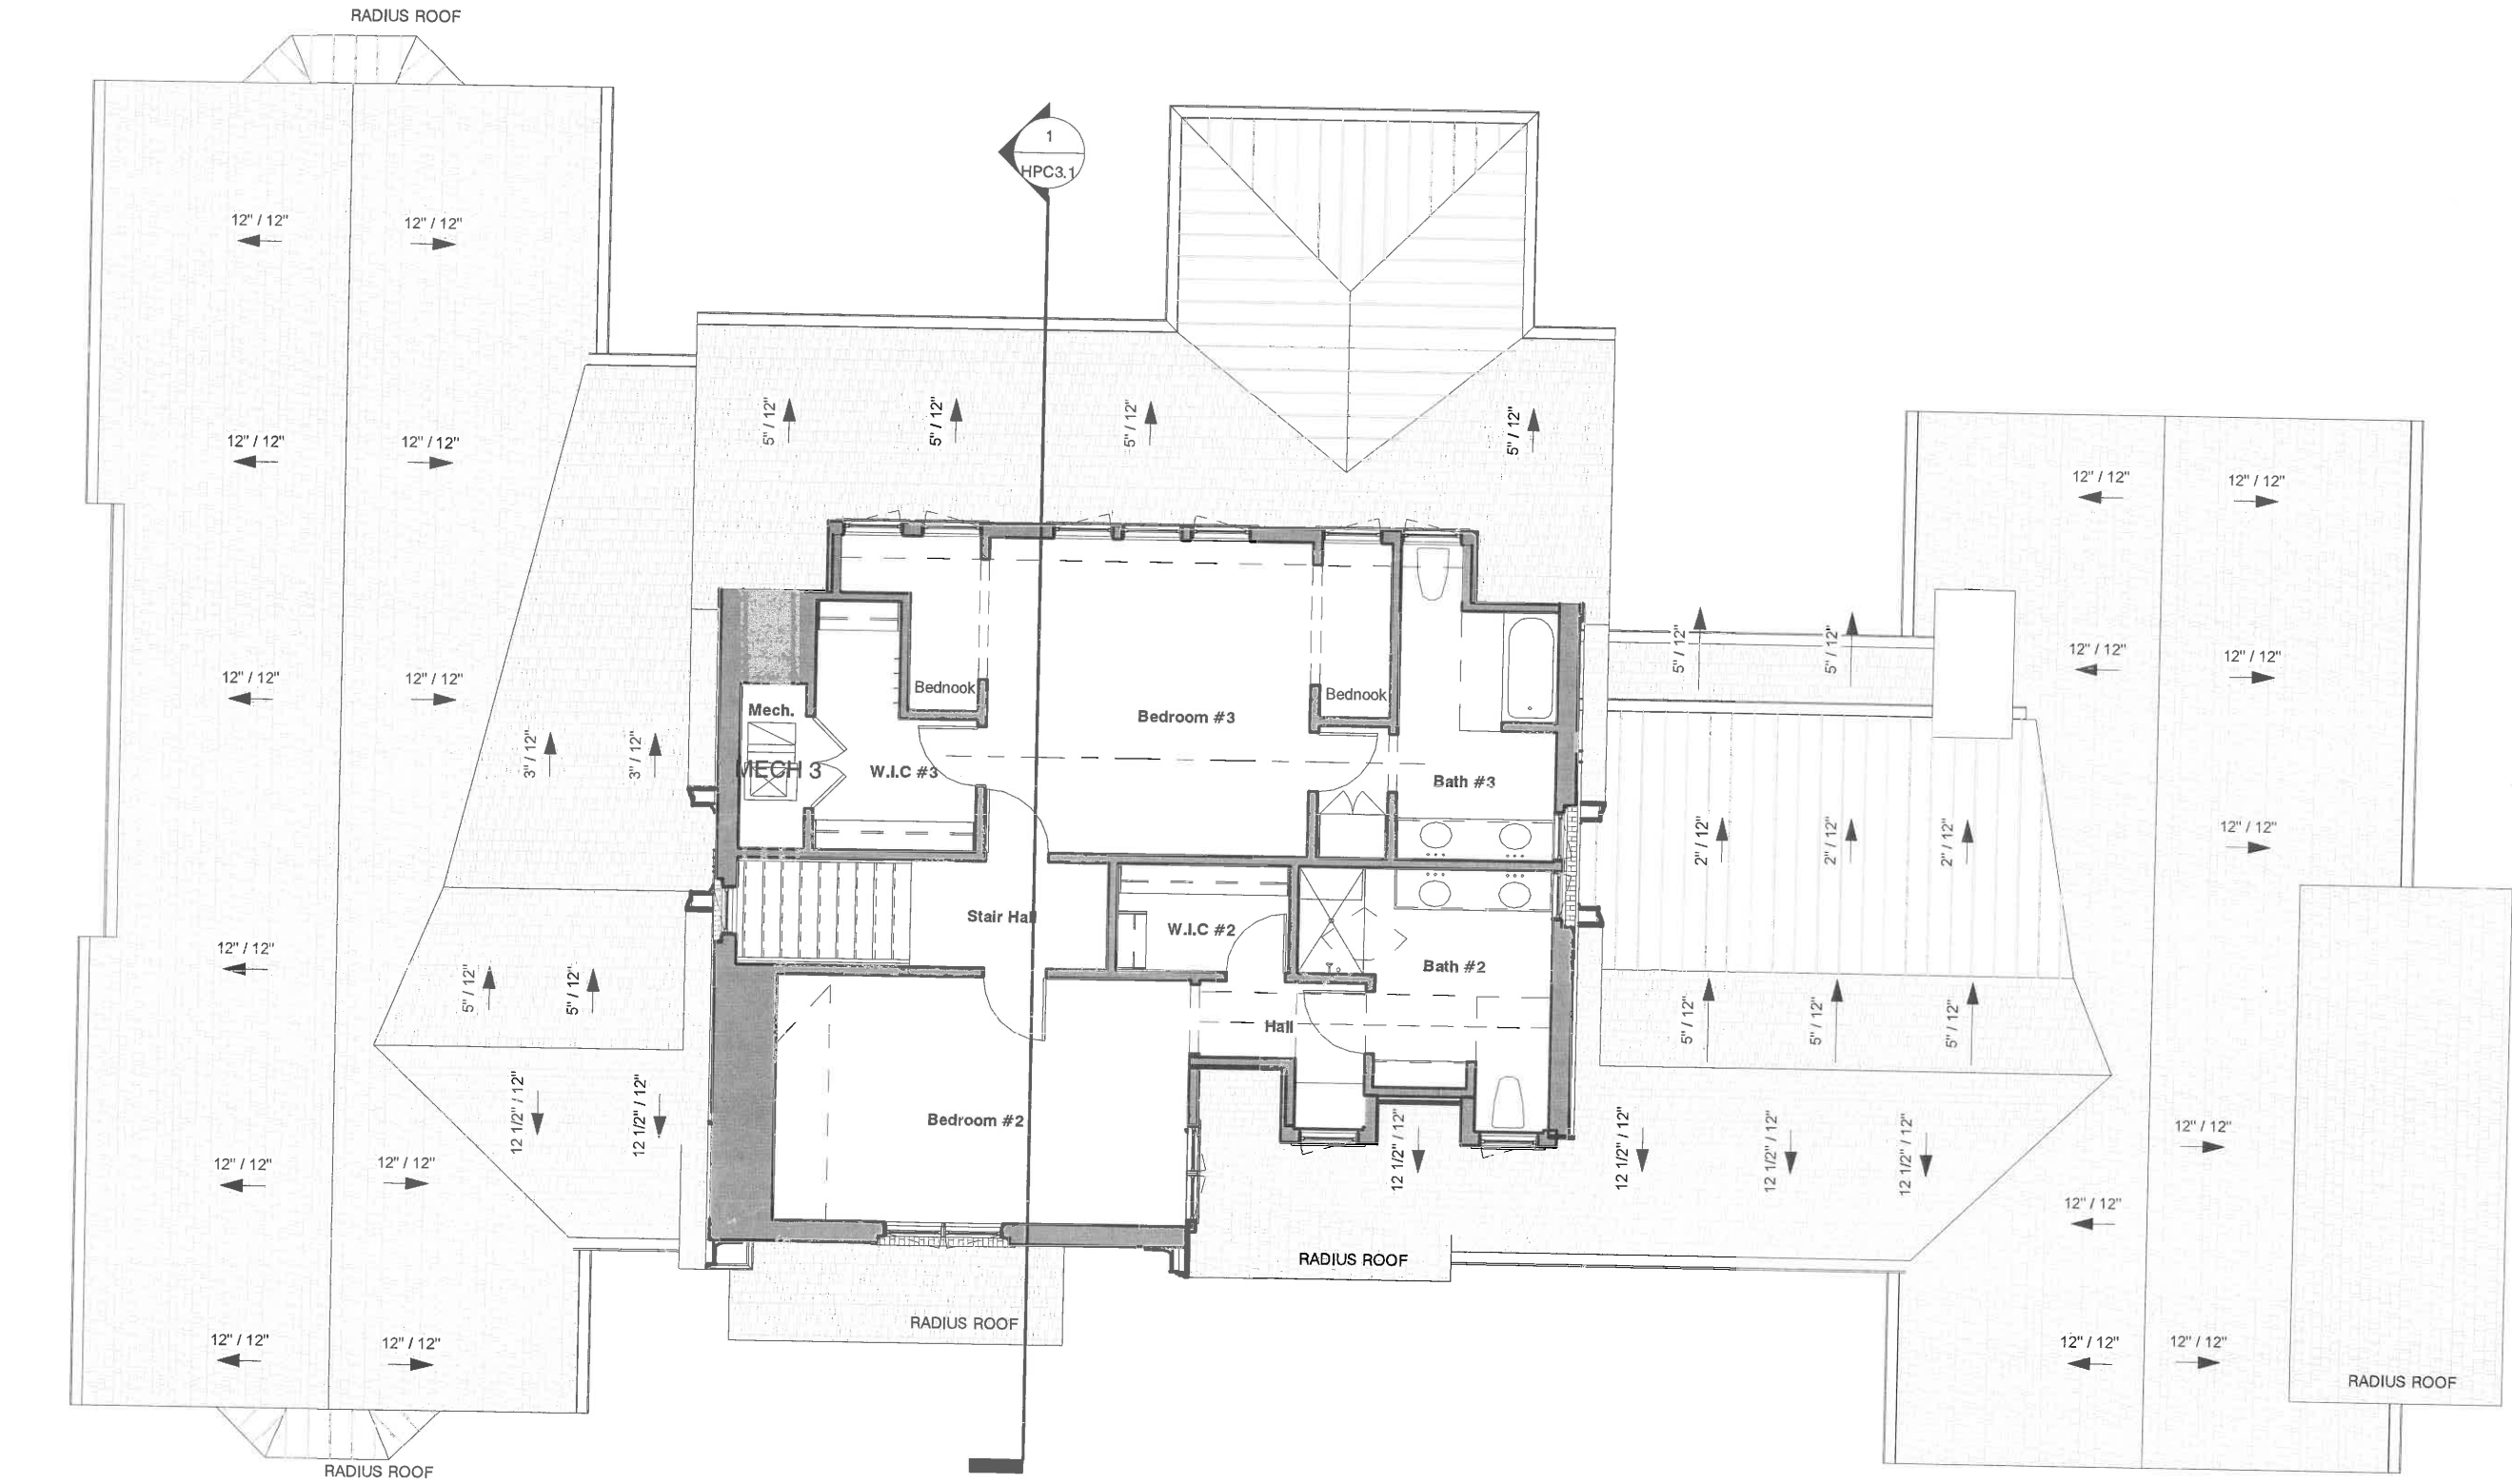 RADIUS ROOF
1
HPC3.1
12" / 12"
12" / 12"
12" / 12"
12" / 12"
5" / 12"
5" / 12"
5" / 12"
5" / 12"
12" / 12"
12" / 12"
12" / 12"
12" / 12"
5" / 12"
5" / 12"
12" / 12"
12" / 12"
Bednook
Bednook
Mech.
Bedroom #3
3" / 12"
3" / 12"
MECH 3
W.I.C #3
Bath #3
2" / 12"
2" / 12"
2" / 12"
12" / 12"
Stair Hall
W.I.C #2
12" / 12"
Bath #2
5" / 12"
5" / 12"
5" / 12"
5" / 12"
5" / 12"
Hall
Bedroom #2
12 1/2" / 12"
12 1/2" / 12"
12 1/2" / 12"
12 1/2" / 12"
12 1/2" / 12"
12 1/2" / 12"
12" / 12"
12" / 12"
12" / 12"
12" / 12"
RADIUS ROOF
RADIUS ROOF
12" / 12"
12" / 12"
12" / 12"
12" / 12"
RADIUS ROOF
RADIUS ROOF